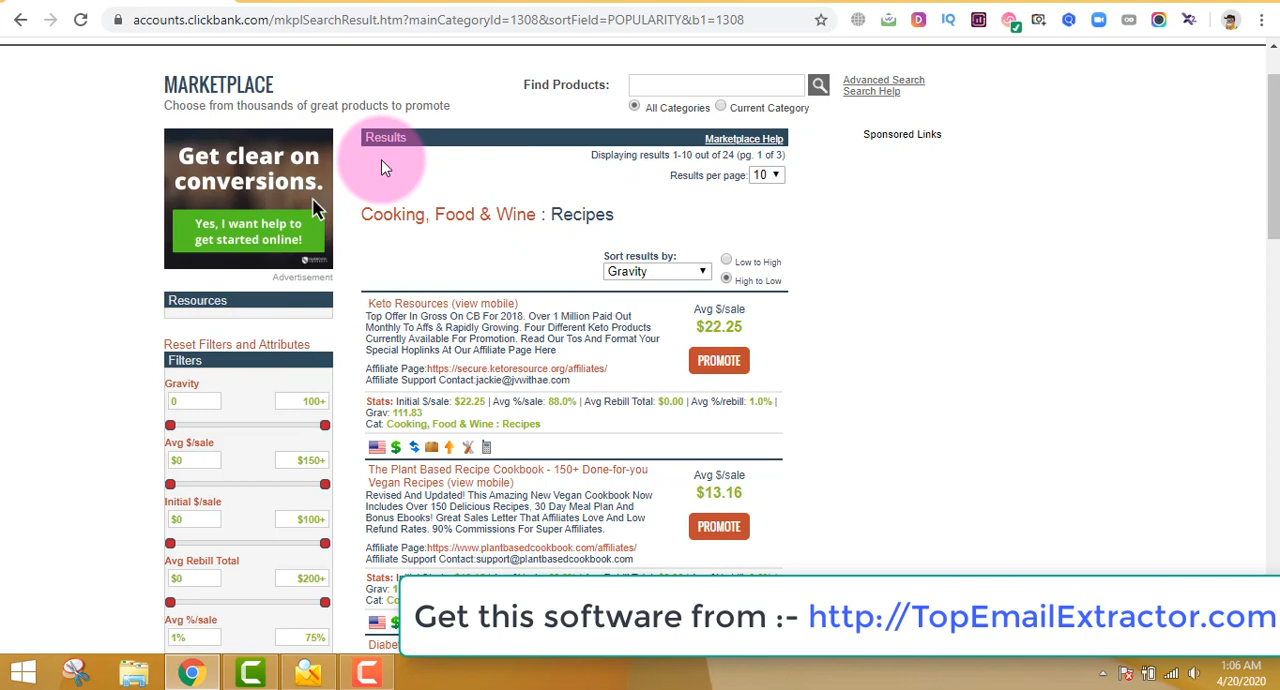 accounts.clickbank.com/mkplSearchResult.htm?mainCategoryId=1308&sortField=POPULARITY&b1=1308
MARKETPLACE
Choose from thousands of great products to promote
Find Products:
Advanced Search
Search Help
All Categories
Current Category
Get clear on
conversions.
Yes, I want help to
get started online!
Advertisement
Resources
Reset Filters and Attributes
Filters
Gravity
0 100+
Avg $/sale
$0 $150+
Initial $/sale
$0 $100+
Avg Rebill Total
$0 $200+
Avg %/sale
1% 75%
Results
Marketplace Help
Displaying results 1-10 out of 24 (pg. 1 of 3)
Results per page: 10
Cooking, Food & Wine : Recipes
Sort results by:
Gravity
Low to High
High to Low
Keto Resources (view mobile)
Top Offer In Gross On CB For 2018. Over 1 Million Paid Out
Monthly To Affs & Rapidly Growing. Four Different Keto Products
Currently Available For Promotion. Read Our Tos And Format Your
Special Hoplinks At Our Affiliate Page Here
Avg $/sale
$22.25
PROMOTE
Affiliate Page:https://secure.ketoresource.org/affiliates/
Affiliate Support Contact:jackie@jvwithae.com
Stats: Initial $/sale: $22.25 | Avg %/sale: 88.0% | Avg Rebill Total: $0.00 | Avg %/rebill: 1.0% |
Grav: 111.83
Cat: Cooking, Food & Wine : Recipes
The Plant Based Recipe Cookbook - 150+ Done-for-you
Vegan Recipes (view mobile)
Revised And Updated! This Amazing New Vegan Cookbook Now
Includes Over 150 Delicious Recipes, 30 Day Meal Plan And
Bonus Ebooks! Great Sales Letter That Affiliates Love And Low
Refund Rates. 90% Commissions For Super Affiliates.
Avg $/sale
$13.16
PROMOTE
Affiliate Page:https://www.plantbasedcookbook.com/affiliates/
Affiliate Support Contact:support@plantbasedcookbook.com
Stats:
Grav:
Cat:
Sponsored Links
Get this software from :- http://TopEmailExtractor.com
1:06 AM
4/20/2020